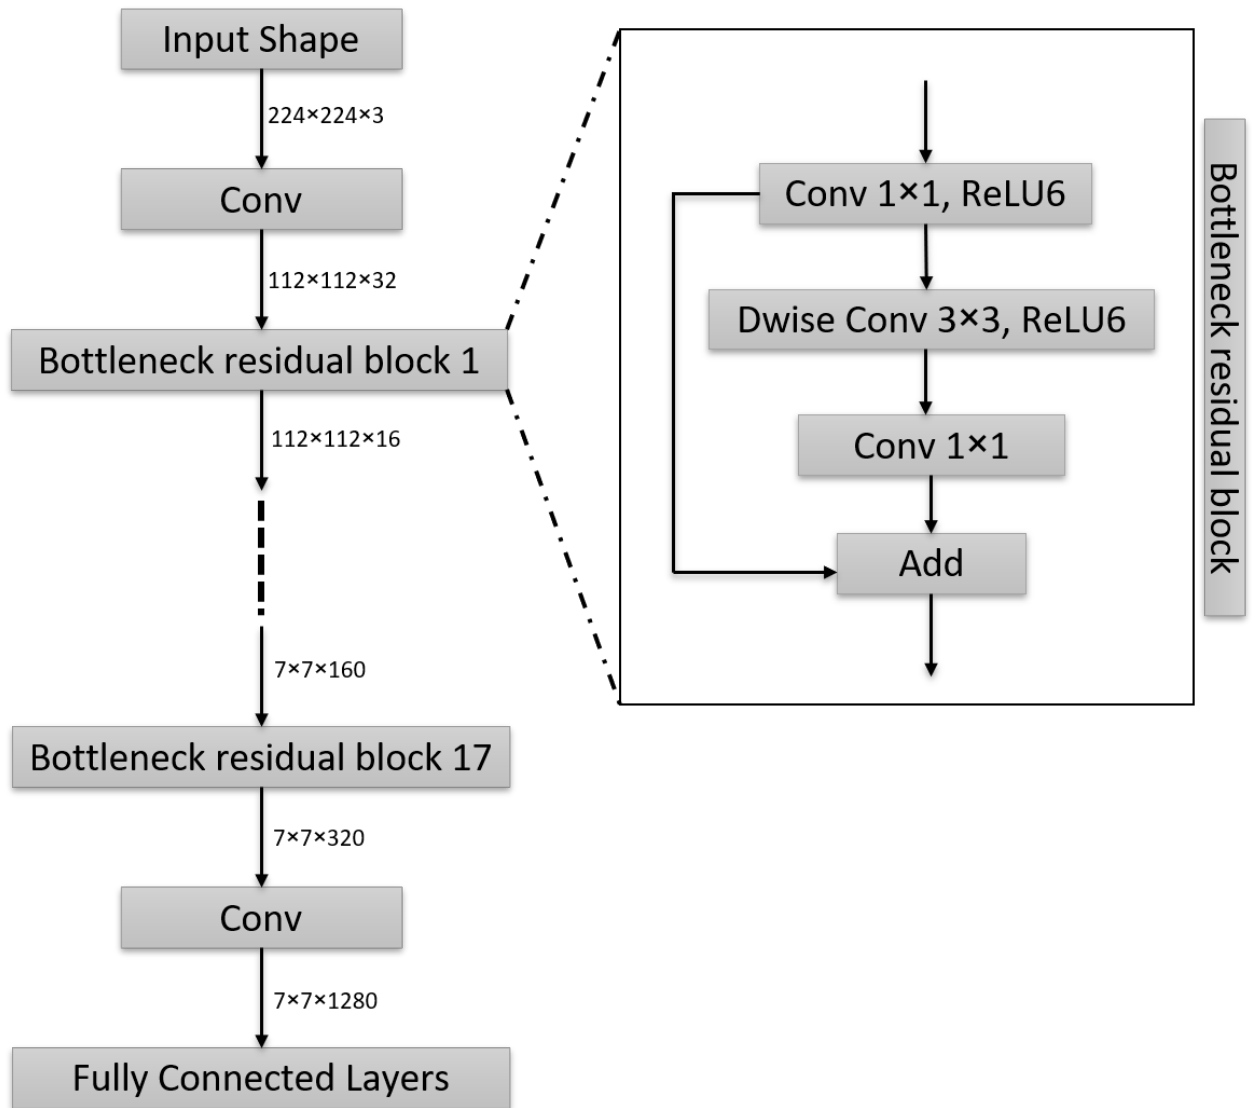 Input Shape
224×224×3
Conv
112×112×32
Bottleneck residual block 1
112×112×16
7×7×160
Bottleneck residual block 17
7×7×320
Conv
7×7×1280
Fully Connected Layers
Conv 1×1, ReLU6
Dwise Conv 3×3, ReLU6
Conv 1×1
Add
Bottleneck residual block